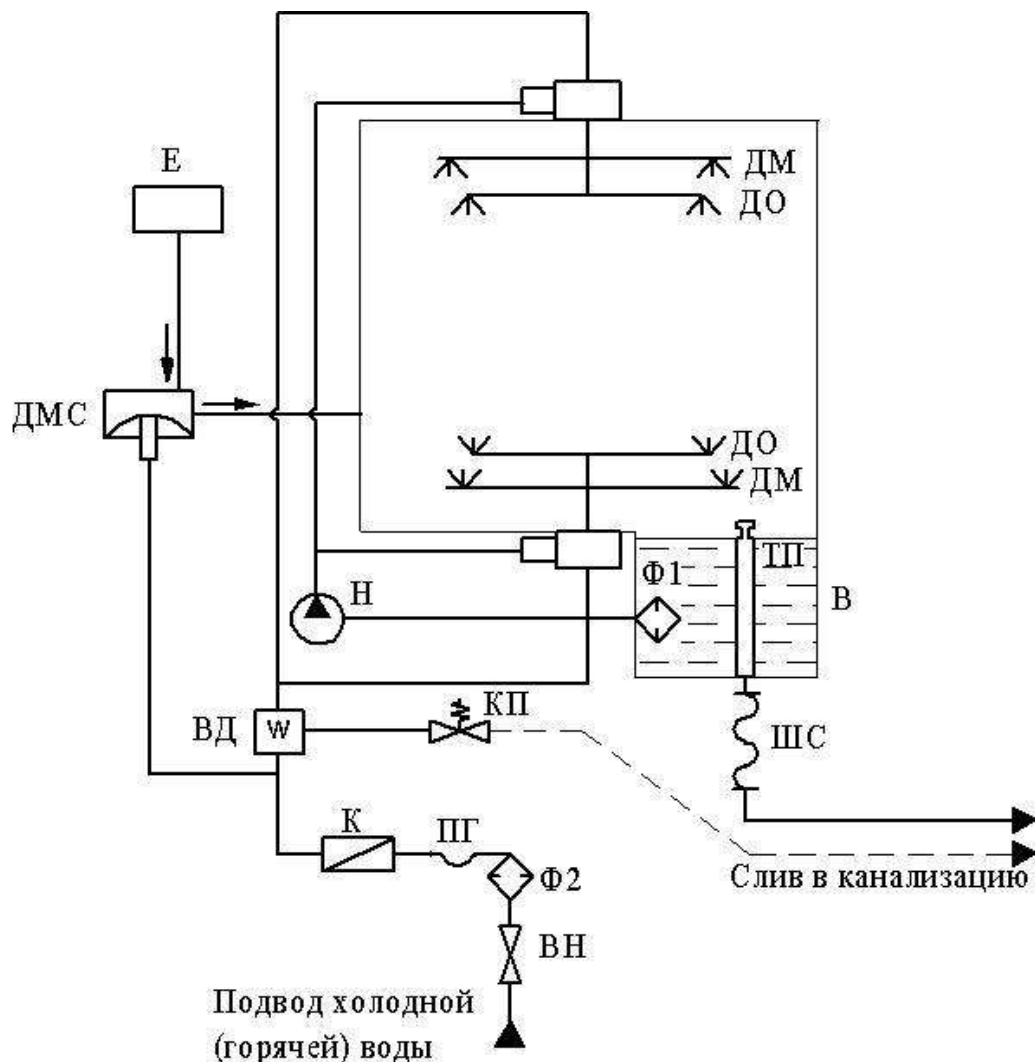 Е
ДМ
ДО
ДМС
ДО
ДМ
ТП
Ф1
Н
В
КП
ВД
W
ШС
К
ПГ
Ф2
Слив в канализацию
ВН
Подвод холодной
(горячей) воды